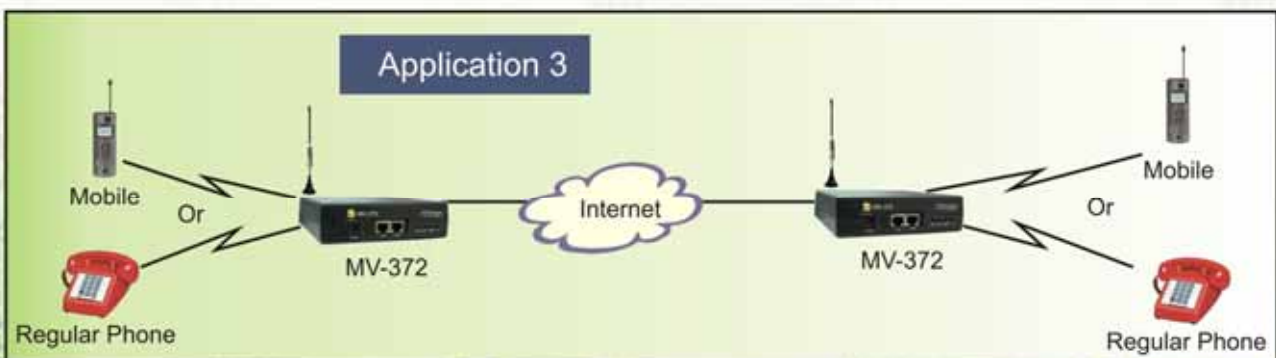 Application 3
Mobile
Or
Regular Phone
MV-372
Internet
MV-372
Mobile
Or
Regular Phone